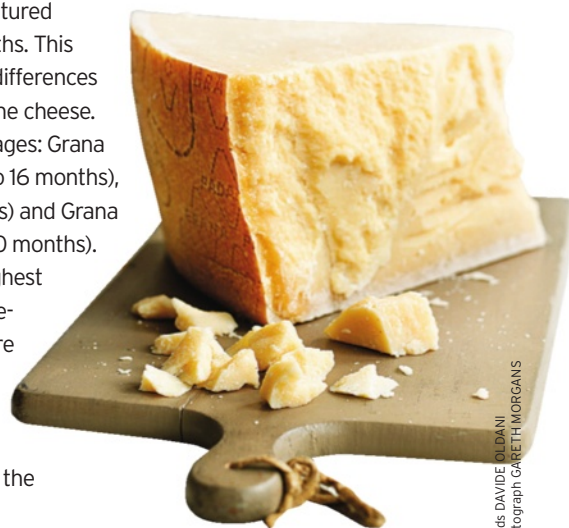 tured
ths. This
differences
ne cheese.
ages: Grana
o 16 months),
s) and Grana
0 months).
ghest
e-
re
the
ds DAVIDE OLDANI
tograph GARETH MORGANS